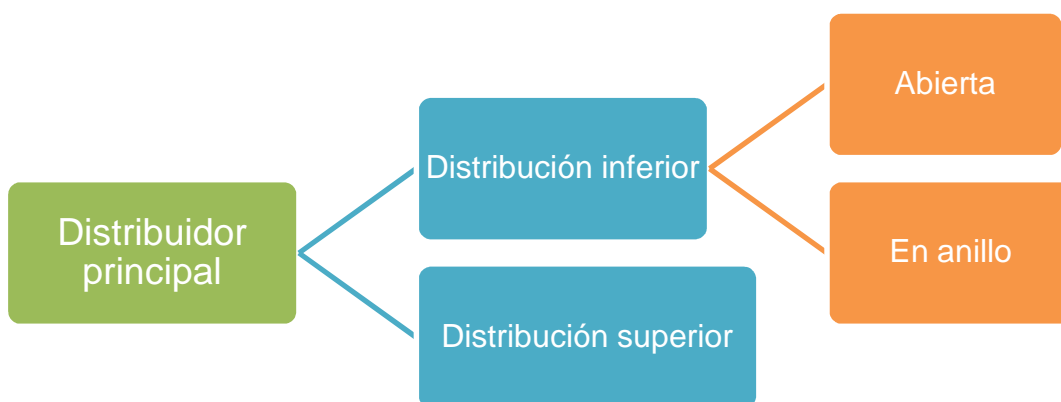 Distribuidor
principal
Distribución inferior
Distribución superior
Abierta
En anillo